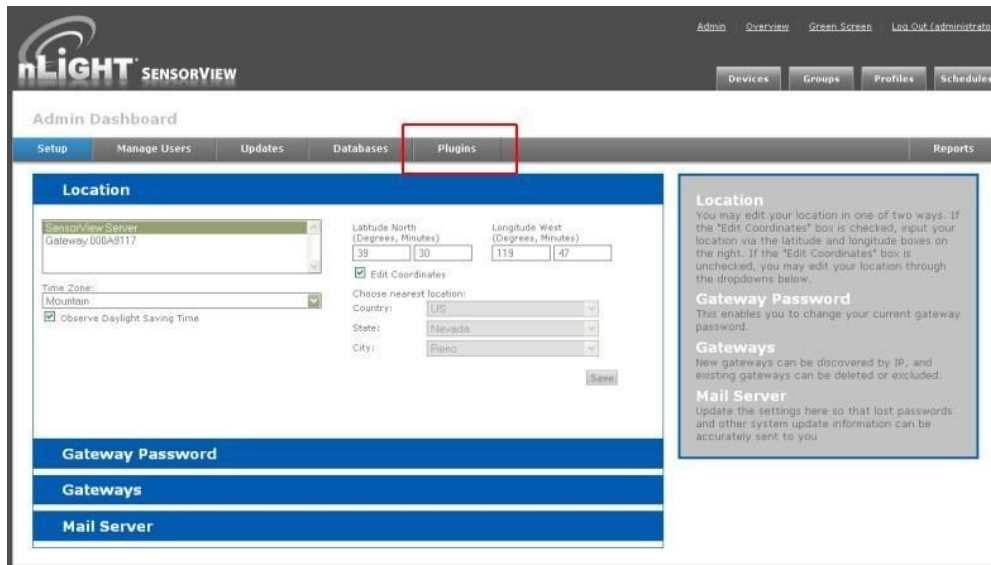 Admin Overview Green Screen Log Out (administrato
nLIGHT SENSORVIEW
Devices Groups Profiles Schedules
Admin Dashboard
Setup Manage Users Updates Databases Plugins Reports
Location
SensorView Server
Gateway 008A9117
Time Zone:
Mountain
Observe Daylight Saving Time
Latitude North
(Degrees, Minutes)
39 30
Longitude West
(Degrees, Minutes)
119 47
Edit Coordinates
Choose nearest location:
Country: US
State: Nevada
City: Reno
Save
Gateway Password
Gateways
Mail Server
Location
You may edit your location in one of two ways. If
the "Edit Coordinates" box is checked, input your
location via the latitude and longitude boxes on
the right. If the "Edit Coordinates" box is
unchecked, you may edit your location through
the dropdowns below.
Gateway Password
This enables you to change your current gateway
password.
Gateways
New gateways can be discovered by IP, and
existing gateways can be deleted or excluded.
Mail Server
Update the settings here so that lost passwords
and other system update information can be
accurately sent to you